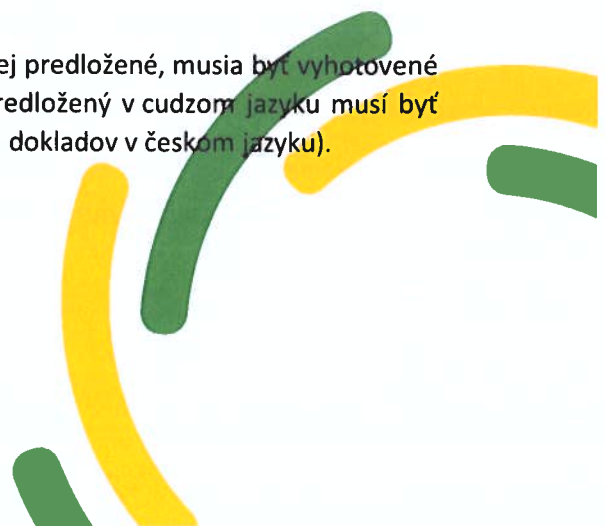 ej predložené, musia byť vyhotovené
redložený v cudzom jazyku musí byť
dokladov v českom jazyku).